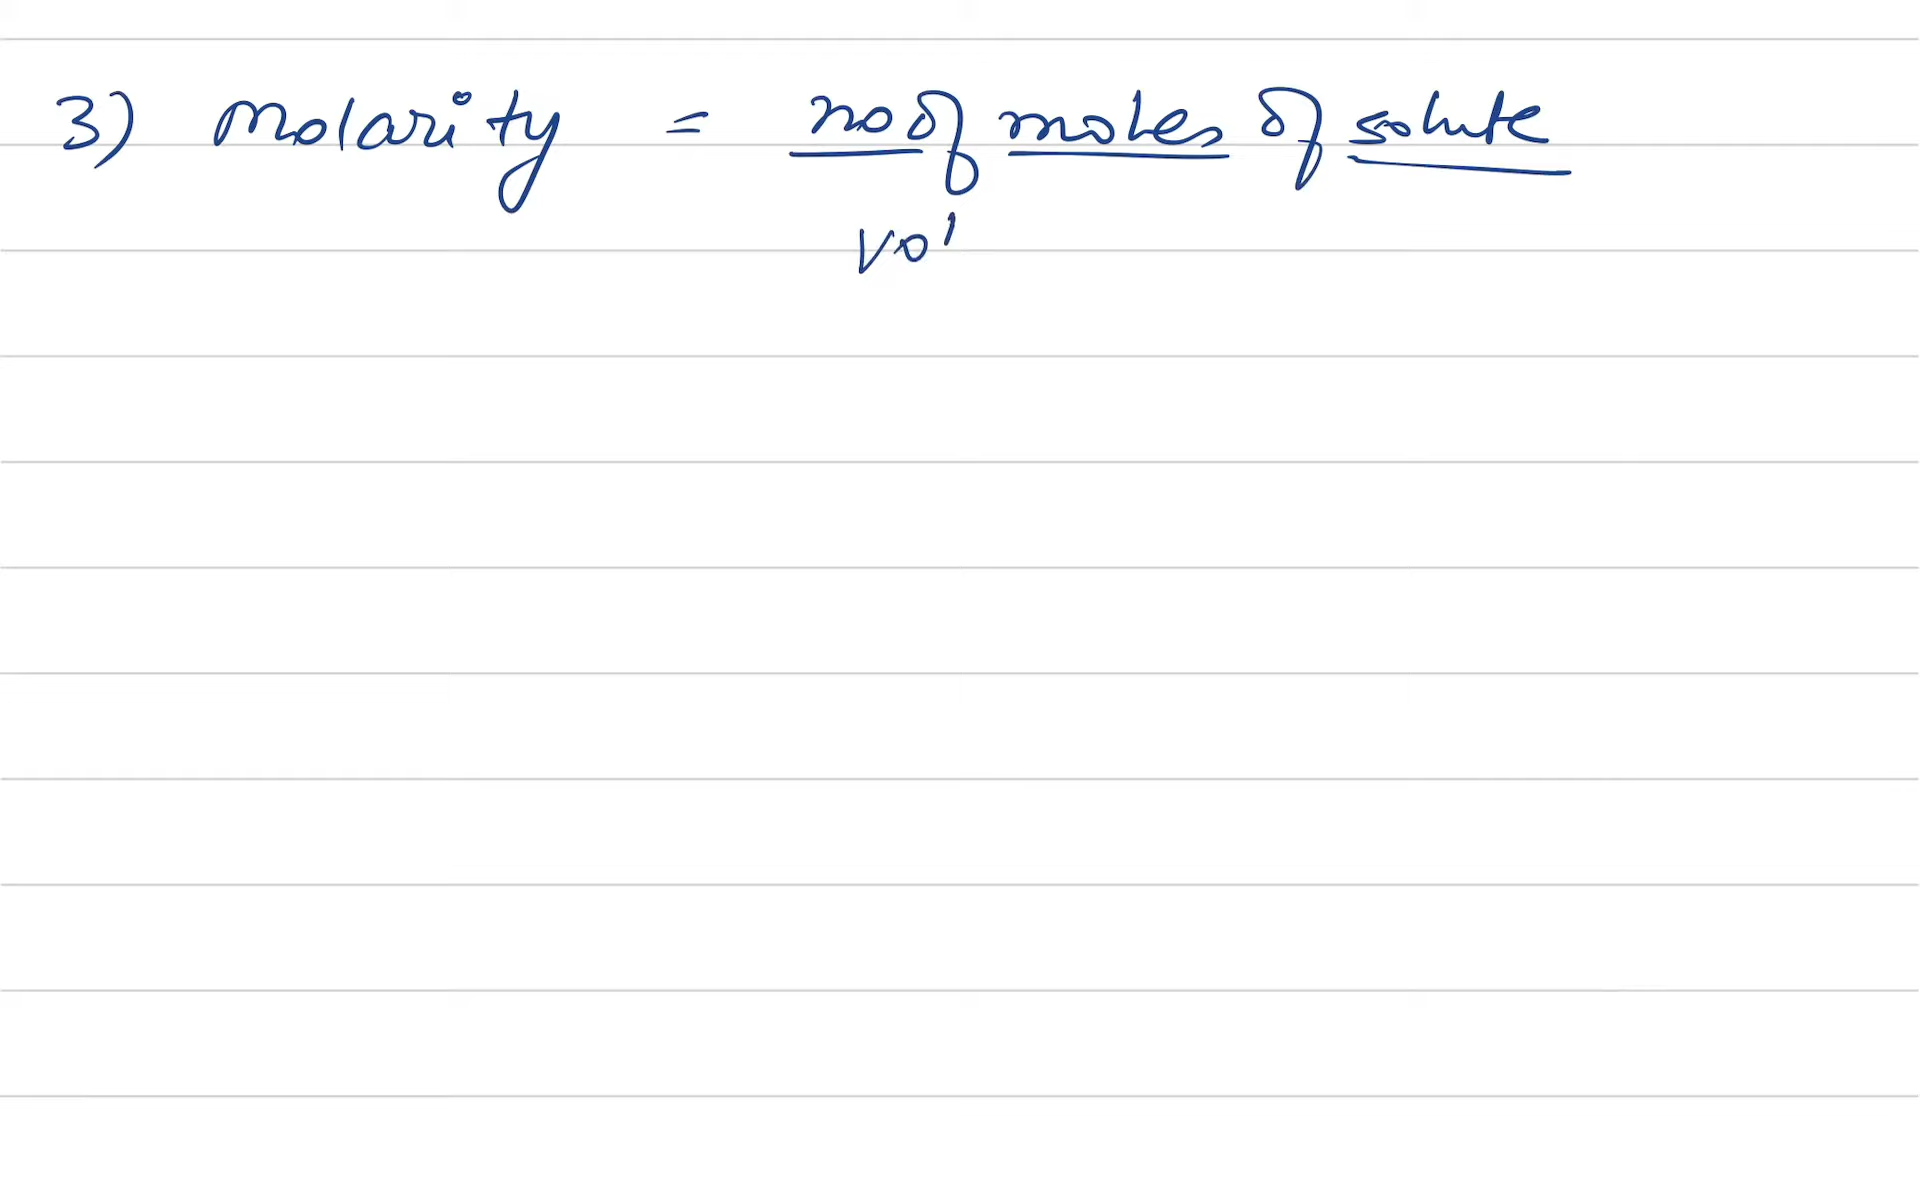 3) Molarity = no of moles of solute
vol